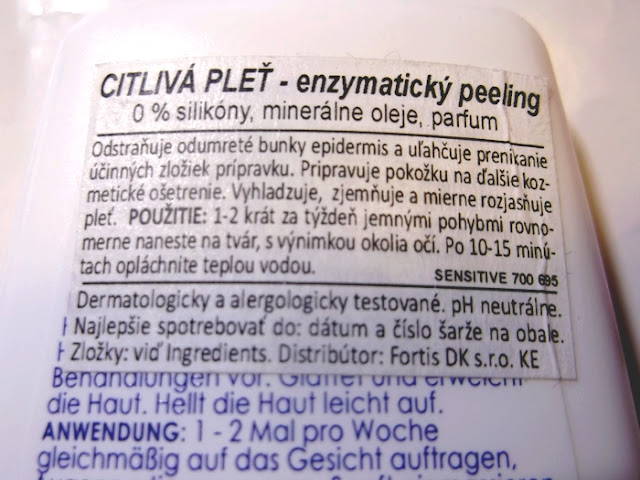 CITLIVÁ PLEŤ - enzymatický peeling
0 % silikóny, minerálne oleje, parfum
Odstraňuje odumreté bunky epidermis a uľahčuje prenikanie
účinných zložiek prípravku. Pripravuje pokožku na ďalšie koz-
metické ošetrenie. Vyhladzuje, zjemňuje a mierne rozjasňuje
pleť. POUŽITIE: 1-2 krát za týždeň jemnými pohybmi rovno-
merne naneste na tvár, s výnimkou okolia očí. Po 10-15 minú-
tach opláchnite teplou vodou.
SENSITIVE 700 695
Dermatologicky a alergologicky testované. pH neutrálne.
Najlepšie spotrebovať do: dátum a číslo šarže na obale.
Zložky: viď Ingredients. Distribútor: Fortis DK s.r.o. KE
Behandlungen vor. Glättet und erweicht
die Haut. Hellt die Haut leicht auf.
ANWENDUNG: 1 - 2 Mal pro Woche
gleichmäßig auf das Gesicht auftragen,